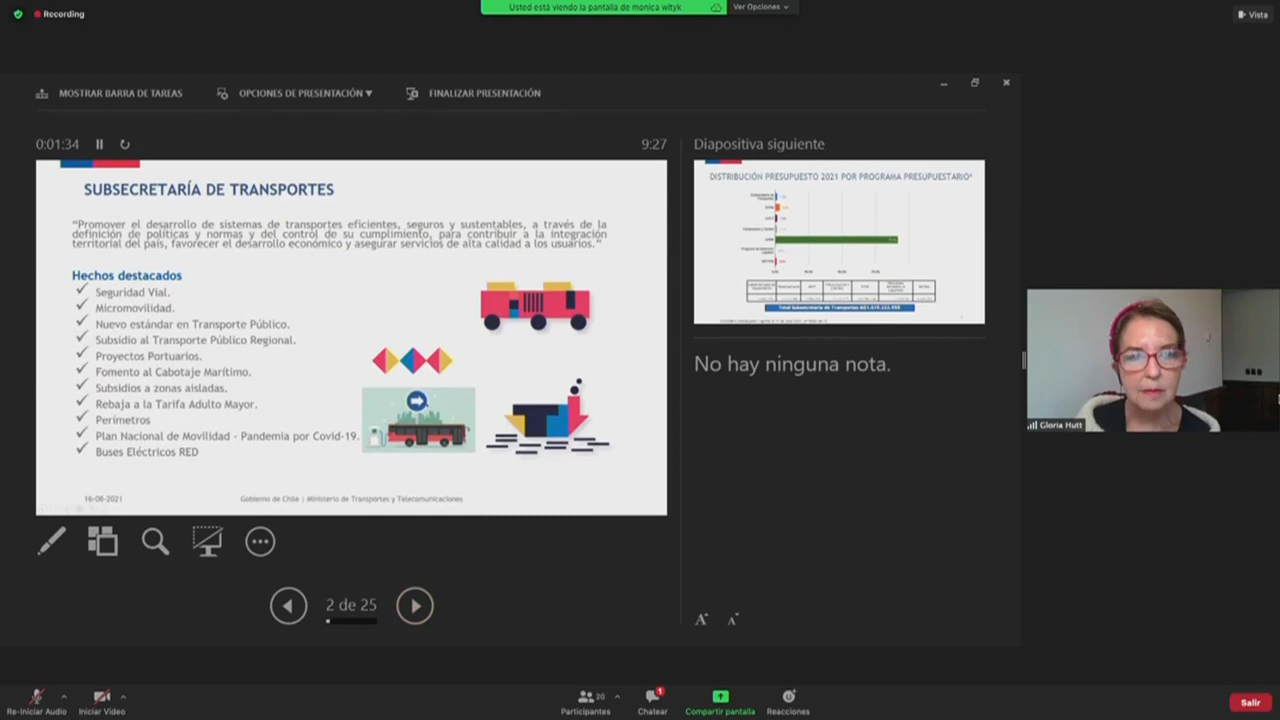 Recording
Usted está viendo la pantalla de monica wityk
Ver Opciones
Vista
MOSTRAR BARRA DE TAREAS
OPCIONES DE PRESENTACIÓN
FINALIZAR PRESENTACIÓN
0:01:34
9:27
Diapositiva siguiente
SUBSECRETARÍA DE TRANSPORTES
“Promover el desarrollo de sistemas de transportes eficientes, seguros y sustentables, a través de la
definición de políticas y normas y del control de su cumplimiento, para contribuir a la integración
territorial del país, favorecer el desarrollo económico y asegurar servicios de alta calidad a los usuarios.”
Hechos destacados
Seguridad Vial.
Micromovilidad.
Nuevo estándar en Transporte Público.
Subsidio al Transporte Público Regional.
Proyectos Portuarios.
Fomento al Cabotaje Marítimo.
Subsidios a zonas aisladas.
Rebaja a la Tarifa Adulto Mayor.
Perímetros
Plan Nacional de Movilidad - Pandemia por Covid-19.
Buses Eléctricos RED
16-08-2021
Gobierno de Chile | Ministerio de Transportes y Telecomunicaciones
DISTRIBUCIÓN PRESUPUESTO 2021 POR PROGRAMA PRESUPUESTARIO*
No hay ninguna nota.
Gloria Hutt
2 de 25
A
A
Re-Iniciar Audio
Iniciar Video
20
Participantes
1
Chatear
Compartir pantalla
Reacciones
Salir